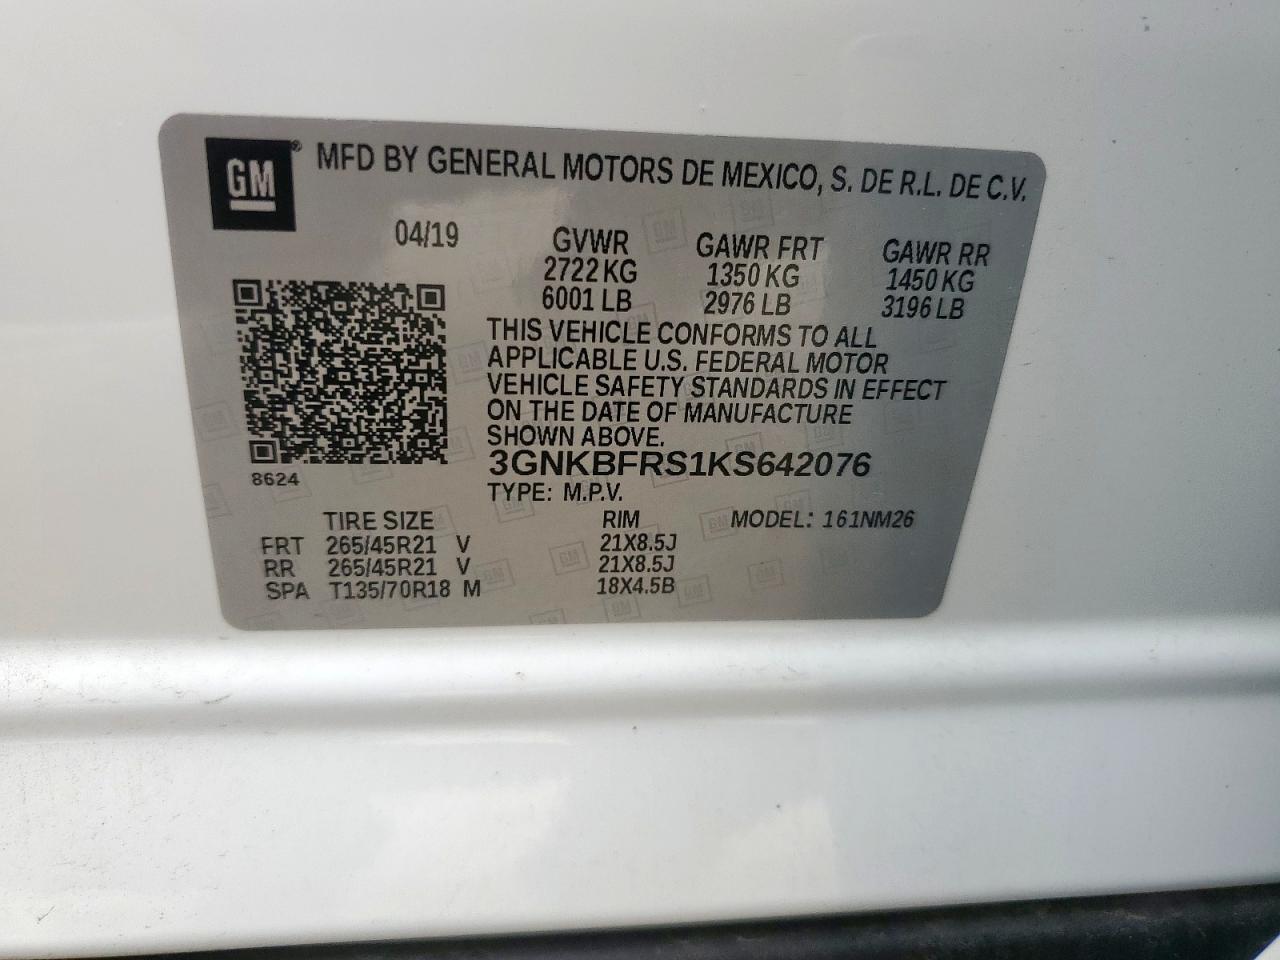 GM® MFD BY GENERAL MOTORS DE MEXICO, S. DE R.L. DE C.V.
04/19 GVWR GAWR FRT GAWR RR
2722 KG 1350 KG 1450 KG
6001 LB 2976 LB 3196 LB
THIS VEHICLE CONFORMS TO ALL
APPLICABLE U.S. FEDERAL MOTOR
VEHICLE SAFETY STANDARDS IN EFFECT
ON THE DATE OF MANUFACTURE
SHOWN ABOVE.
3GNKBFRS1KS642076
8624
TYPE: M.P.V.
TIRE SIZE RIM MODEL: 161NM26
FRT 265/45R21 V 21X8.5J
RR 265/45R21 V 21X8.5J
SPA T135/70R18 M 18X4.5B